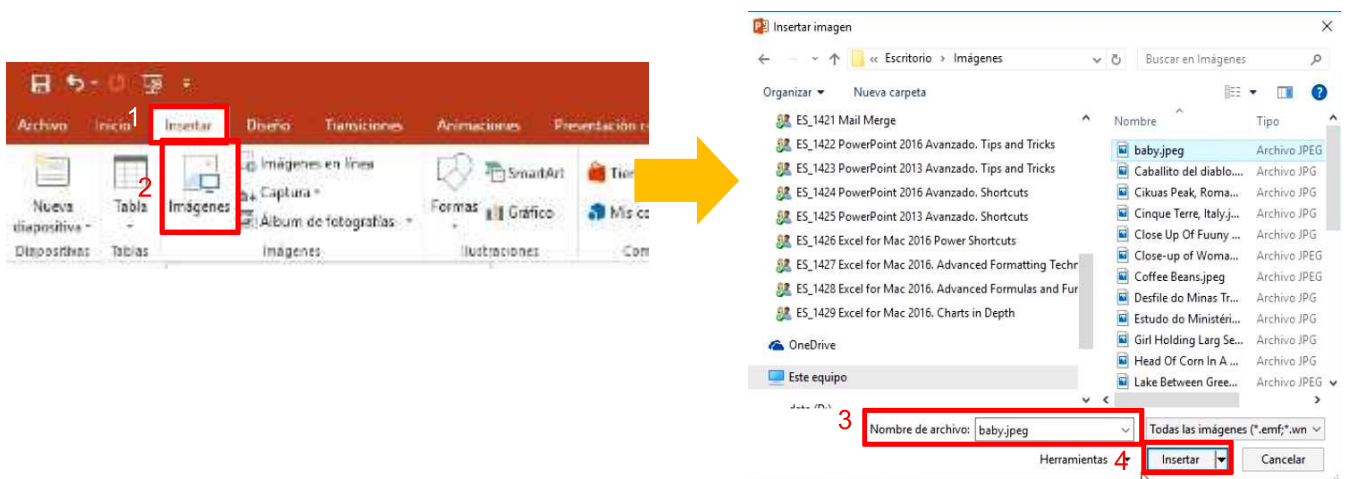 1
Archivo Inicio Insertar Diseño Transiciones Animaciones Presentación
2
Imágenes en línea
SmartArt
Captura
Nueva diapositiva
Tabla
Imágenes
Formas
Gráfico
Álbum de fotografías
Diapositivas Tablas Imágenes Ilustraciones
Insertar imagen
« Escritorio > Imágenes
Buscar en Imágenes
Organizar Nueva carpeta
ES_1421 Mail Merge
ES_1422 PowerPoint 2016 Avanzado. Tips and Tricks
ES_1423 PowerPoint 2013 Avanzado. Tips and Tricks
ES_1424 PowerPoint 2016 Avanzado. Shortcuts
ES_1425 PowerPoint 2013 Avanzado. Shortcuts
ES_1426 Excel for Mac 2016 Power Shortcuts
ES_1427 Excel for Mac 2016. Advanced Formatting Techr
ES_1428 Excel for Mac 2016. Advanced Formulas and Fur
ES_1429 Excel for Mac 2016. Charts in Depth
OneDrive
Este equipo
Nombre Tipo
baby.jpeg Archivo JPEG
Caballito del diablo.... Archivo JPG
Cikuas Peak, Roma... Archivo JPG
Cinque Terre, Italy.j... Archivo JPG
Close Up Of Fuuny ... Archivo JPG
Close-up of Woma... Archivo JPEG
Coffee Beans.jpeg Archivo JPEG
Desfile do Minas Tr... Archivo JPG
Estudo do Ministéri... Archivo JPG
Girl Holding Larg Se... Archivo JPG
Head Of Corn In A ... Archivo JPG
Lake Between Gree... Archivo JPEG
3
Nombre de archivo: baby.jpeg
Todas las imágenes (*.emf;*.wn
Herramientas
4
Insertar
Cancelar